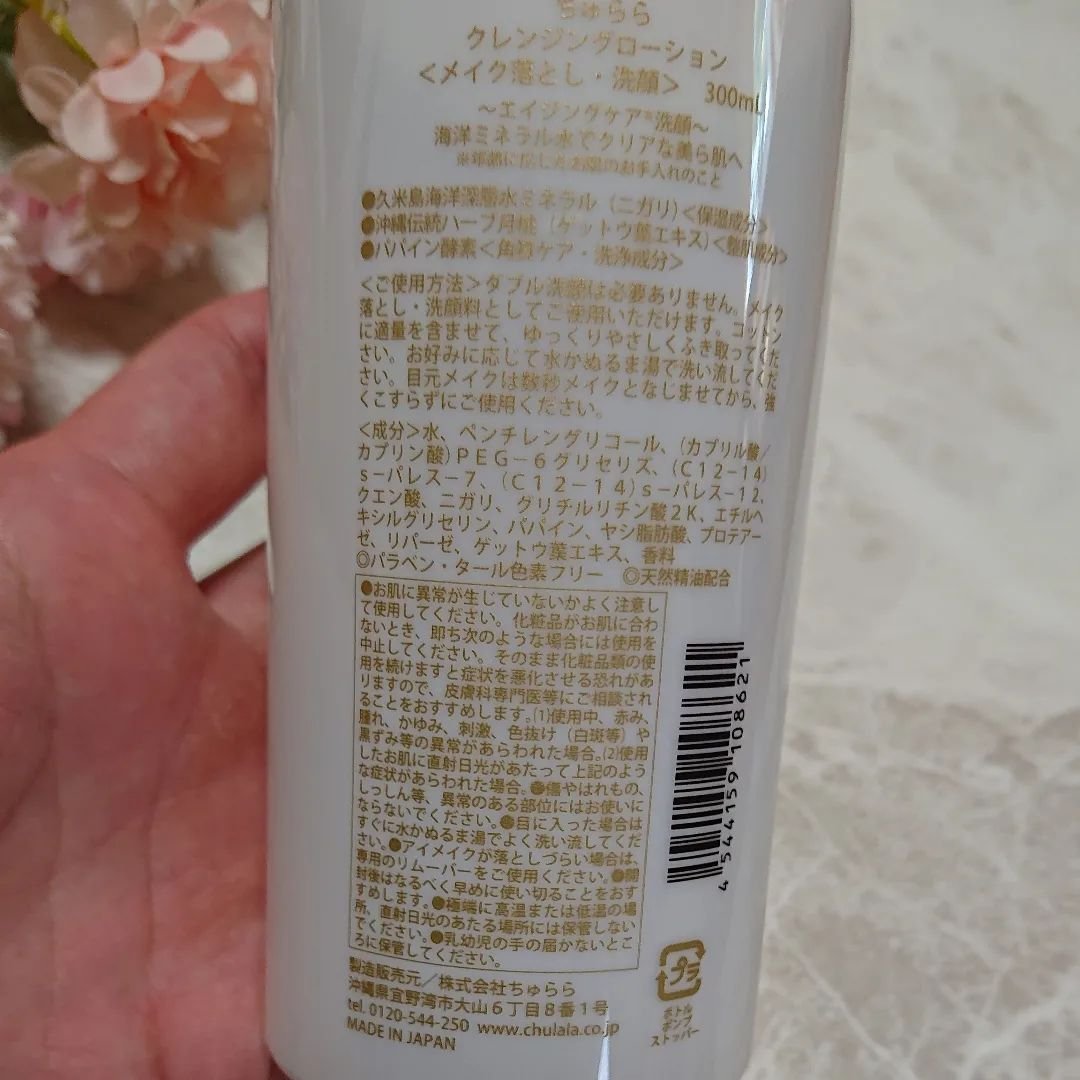 ちゅらら
クレンジングローション
<メイク落とし・洗顔> 300mL
～エイジングケア※洗顔～
海洋ミネラル水でクリアな美ら肌へ
※年齢に応じたお肌のお手入れのこと
●久米島海洋深層水ミネラル（ニガリ）<保湿成分>
●沖縄伝統ハーブ月桃（ゲットウ葉エキス）<整肌成分>
●パパイン酵素<角質ケア・洗浄成分>
<ご使用方法>ダブル洗顔は必要ありません。メイク
落とし・洗顔料としてご使用いただけます。コットン
に適量を含ませて、ゆっくりやさしくふき取ってくだ
さい。お好みに応じて水かぬるま湯で洗い流してくだ
さい。目元メイクは数秒メイクとなじませてから、強
くこすらずにご使用ください。
<成分>水、ペンチレングリコール、（カプリル酸／
カプリン酸）PEG－6グリセリズ、（C12－14）
s－パレス－7、（C12－14）s－パレス－12、
クエン酸、ニガリ、グリチルリチン酸2K、エチルヘ
キシルグリセリン、パパイン、ヤシ脂肪酸、プロテアー
ゼ、リパーゼ、ゲットウ葉エキス、香料
◎パラベン・タール色素フリー ◎天然精油配合
●お肌に異常が生じていないかよく注意し
て使用してください。化粧品がお肌に合わ
ないとき、即ち次のような場合には使用を
中止してください。そのまま化粧品類の使
用を続けますと症状を悪化させる恐れがあ
りますので、皮膚科専門医等にご相談され
ることをおすすめします。(1)使用中、赤み、
腫れ、かゆみ、刺激、色抜け（白斑等）や
黒ずみ等の異常があらわれた場合。(2)使用
したお肌に直射日光があたって上記のよう
な症状があらわれた場合。●傷やはれもの、
しっしん等、異常のある部位にはお使いに
ならないでください。●目に入った場合は
すぐに水かぬるま湯でよく洗い流してくだ
さい。●アイメイクが落としづらい場合は、
専用のリムーバーをご使用ください。●開
封後はなるべく早めに使い切ることをおす
すめします。●極端に高温または低温の場
所、直射日光のあたる場所には保管しない
でください。●乳幼児の手の届かないとこ
ろに保管してください。
4 544159 108621
プラ
ボトル
ポンプ
ストッパー
製造販売元／株式会社ちゅらら
沖縄県宜野湾市大山6丁目8番1号
tel. 0120-544-250 www.chulala.co.jp
MADE IN JAPAN